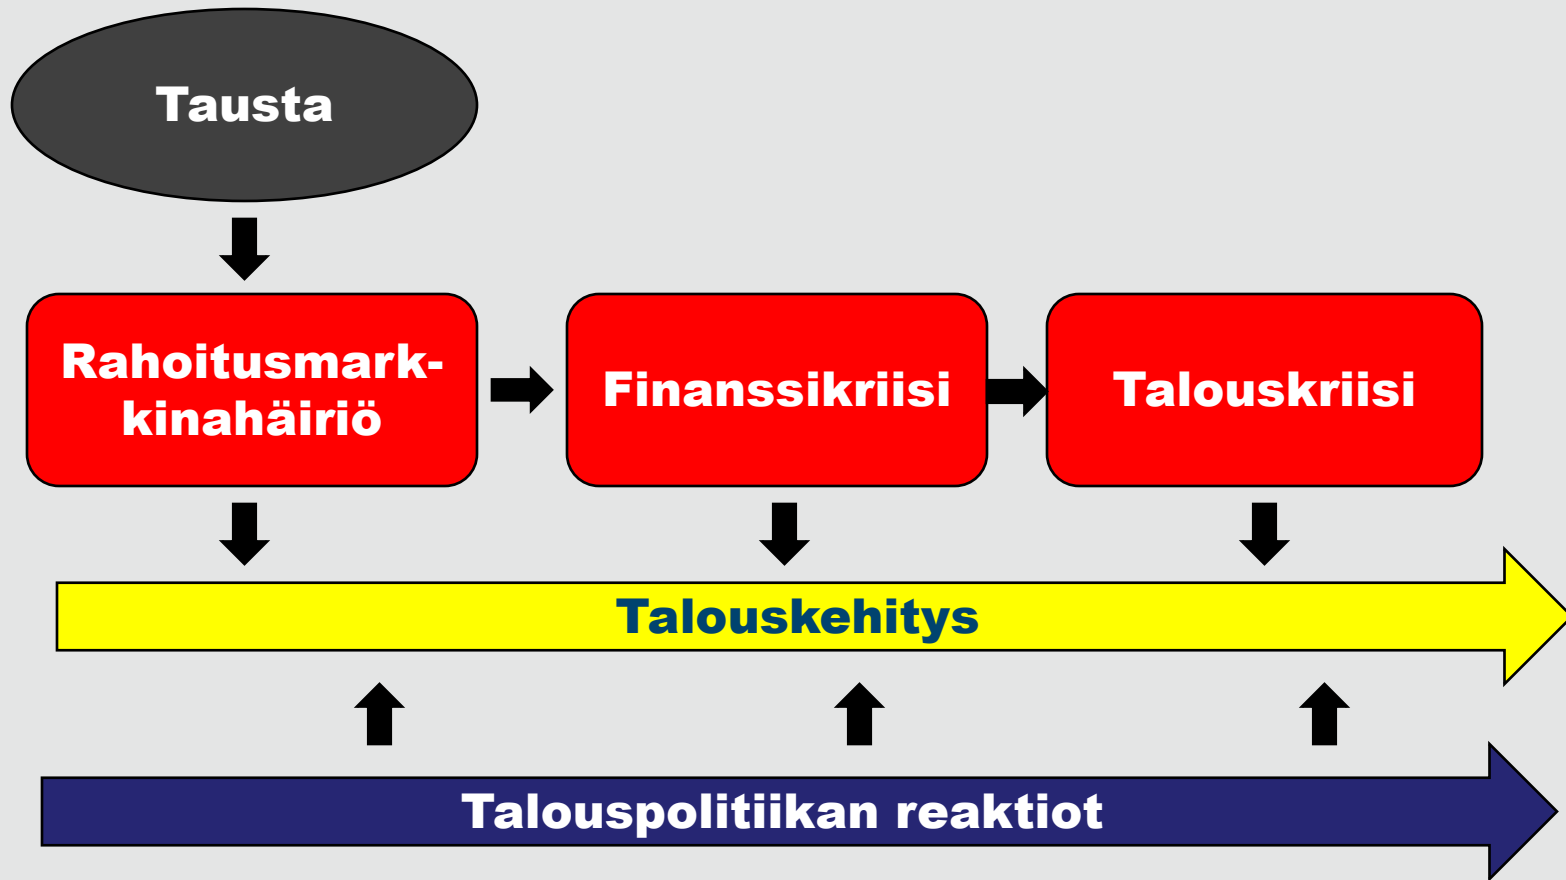 Tausta
Rahoitusmark-
kinahäiriö
Finanssikriisi
Talouskriisi
Talouskehitys
Talouspolitiikan reaktiot